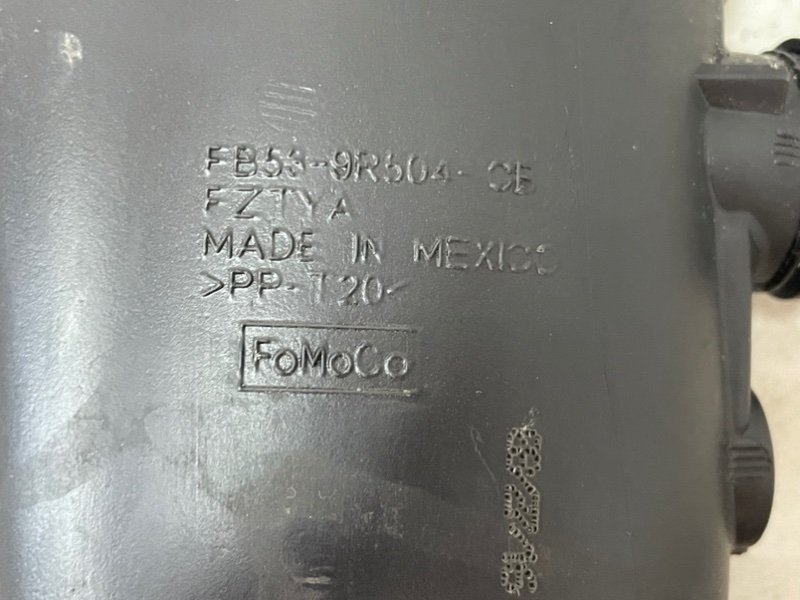 FB53-9R504-CE
FZTYA
MADE IN MEXICO
>PP-T20<
FoMoCo